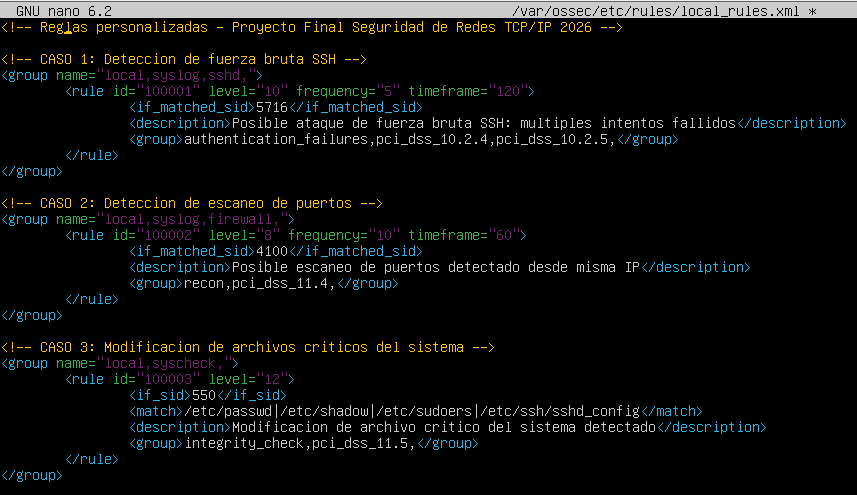 GNU nano 6.2 /var/ossec/etc/rules/local_rules.xml *
<!-- Reglas personalizadas - Proyecto Final Seguridad de Redes TCP/IP 2026 -->
<!-- CASO 1: Deteccion de fuerza bruta SSH -->
<group name="local,syslog,sshd,">
<rule id="100001" level="10" frequency="5" timeframe="120">
<if_matched_sid>5716</if_matched_sid>
<description>Posible ataque de fuerza bruta SSH: multiples intentos fallidos</description>
<group>authentication_failures,pci_dss_10.2.4,pci_dss_10.2.5,</group>
</rule>
</group>
<!-- CASO 2: Deteccion de escaneo de puertos -->
<group name="local,syslog,firewall,">
<rule id="100002" level="8" frequency="10" timeframe="60">
<if_matched_sid>4100</if_matched_sid>
<description>Posible escaneo de puertos detectado desde misma IP</description>
<group>recon,pci_dss_11.4,</group>
</rule>
</group>
<!-- CASO 3: Modificacion de archivos criticos del sistema -->
<group name="local,syscheck,">
<rule id="100003" level="12">
<if_sid>550</if_sid>
<match>/etc/passwd|/etc/shadow|/etc/sudoers|/etc/ssh/sshd_config</match>
<description>Modificacion de archivo critico del sistema detectado</description>
<group>integrity_check,pci_dss_11.5,</group>
</rule>
</group>